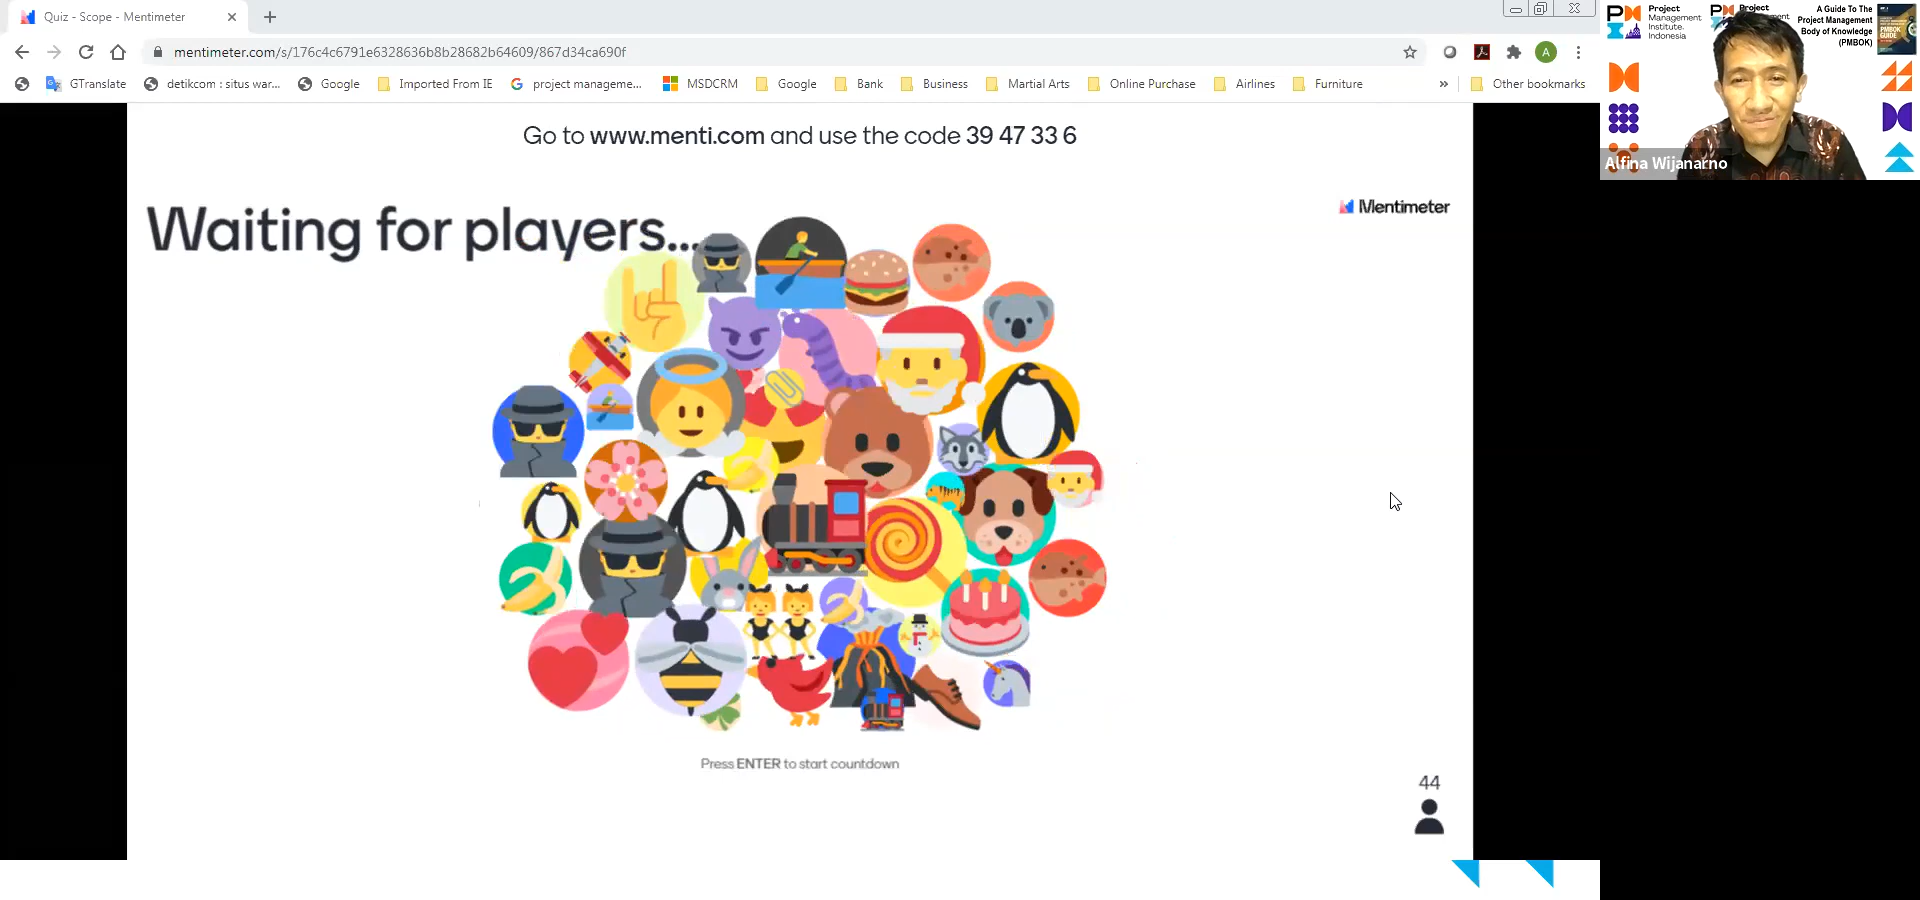 Quiz - Scope - Mentimeter
mentimeter.com/s/176c4c6791e6328636b8b28682b64609/867d34ca690f
A
GTranslate
detikcom : situs war...
Google
Imported From IE
project manageme...
MSDCRM
Google
Bank
Business
Martial Arts
Online Purchase
Airlines
Furniture
»
Other bookmarks
Go to www.menti.com and use the code 39 47 33 6
Waiting for players...
Mentimeter
Press ENTER to start countdown
44
Project
Management
Institute.
Indonesia
Project
A Guide To The
Project Management
Body of Knowledge
(PMBOK)
Alfina Wijanarno